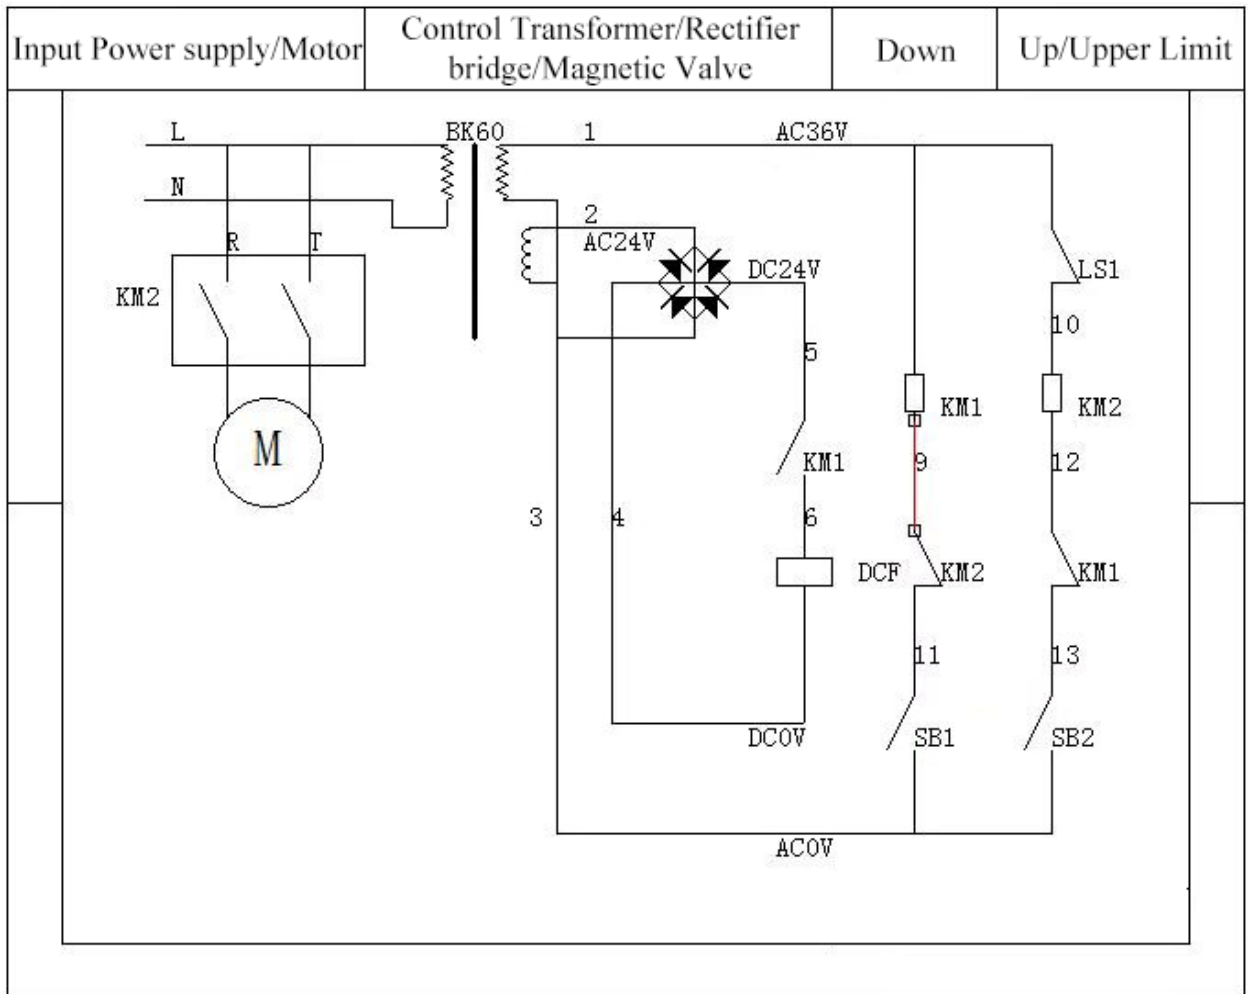 Input Power supply/Motor
Control Transformer/Rectifier
bridge/Magnetic Valve
Down
Up/Upper Limit
L
BK60
1
AC36V
N
2
R
T
AC24V
DC24V
LS1
KM2
10
5
KM1
KM2
M
KM1
9
12
3
4
6
DCF
KM2
KM1
11
13
DC0V
SB1
SB2
AC0V